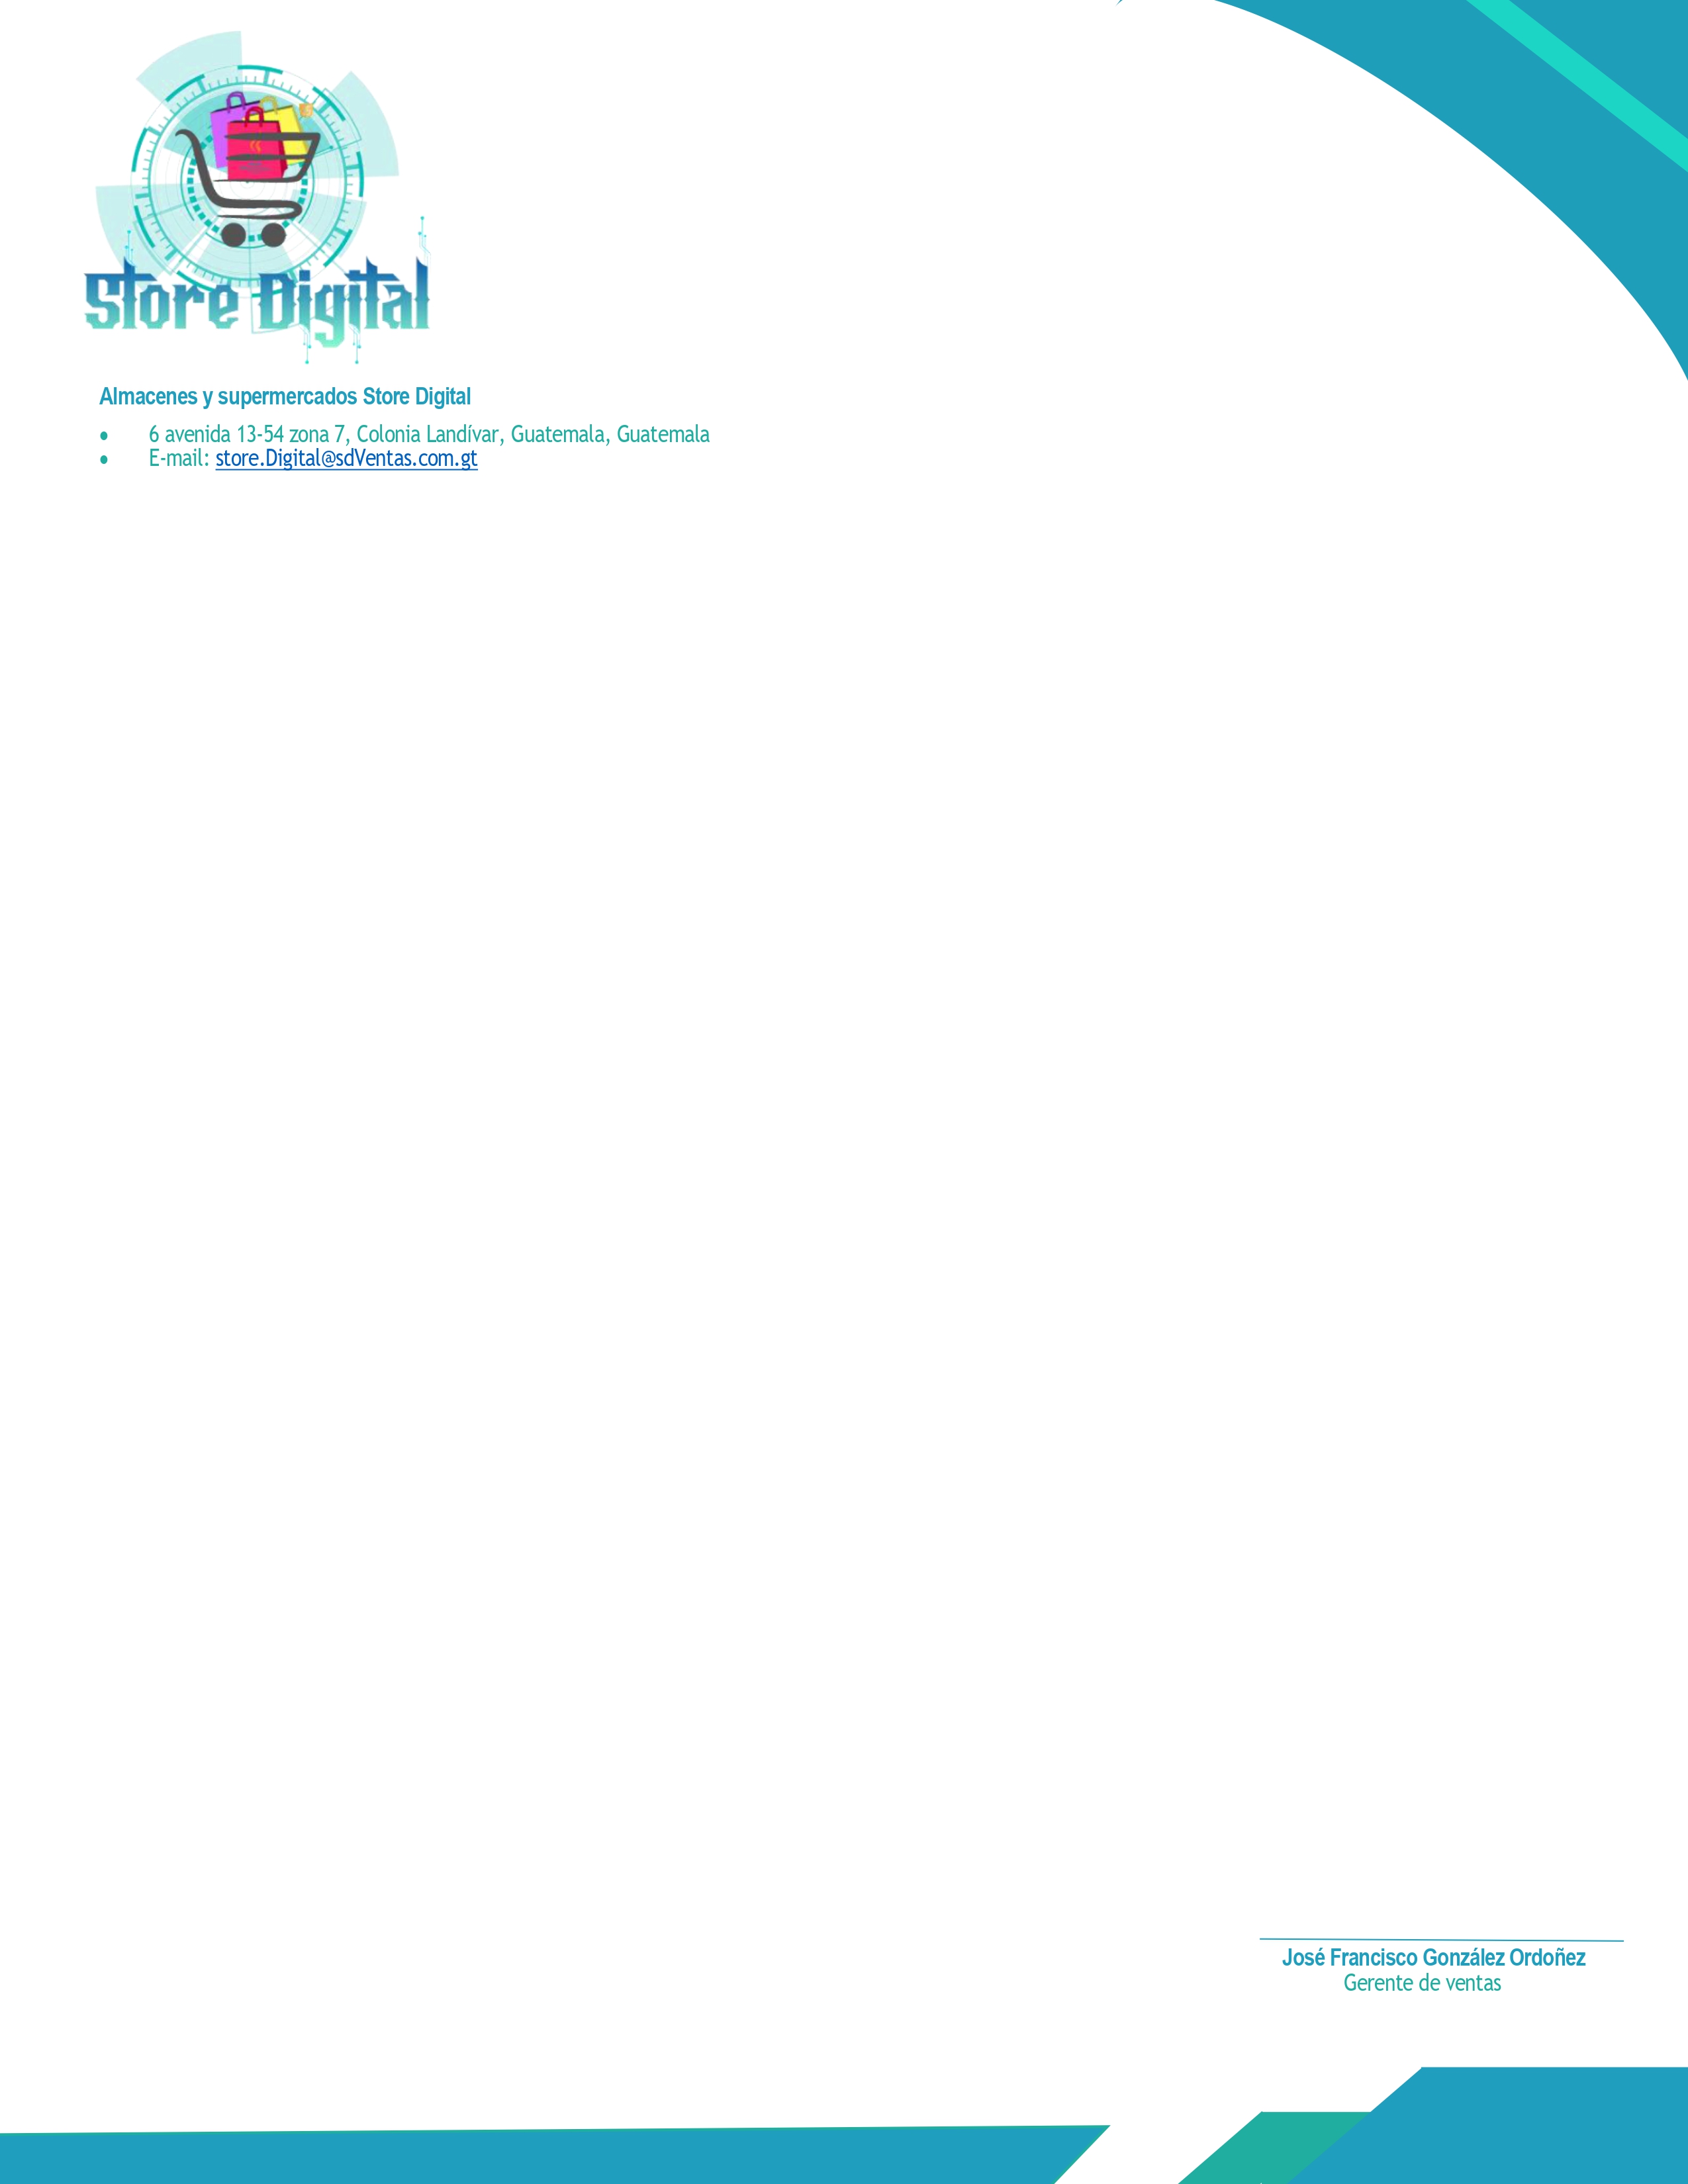 Store Digital
Almacenes y supermercados Store Digital
• 6 avenida 13-54 zona 7, Colonia Landívar, Guatemala, Guatemala
• E-mail: store.Digital@sdVentas.com.gt
José Francisco González Ordoñez
Gerente de ventas